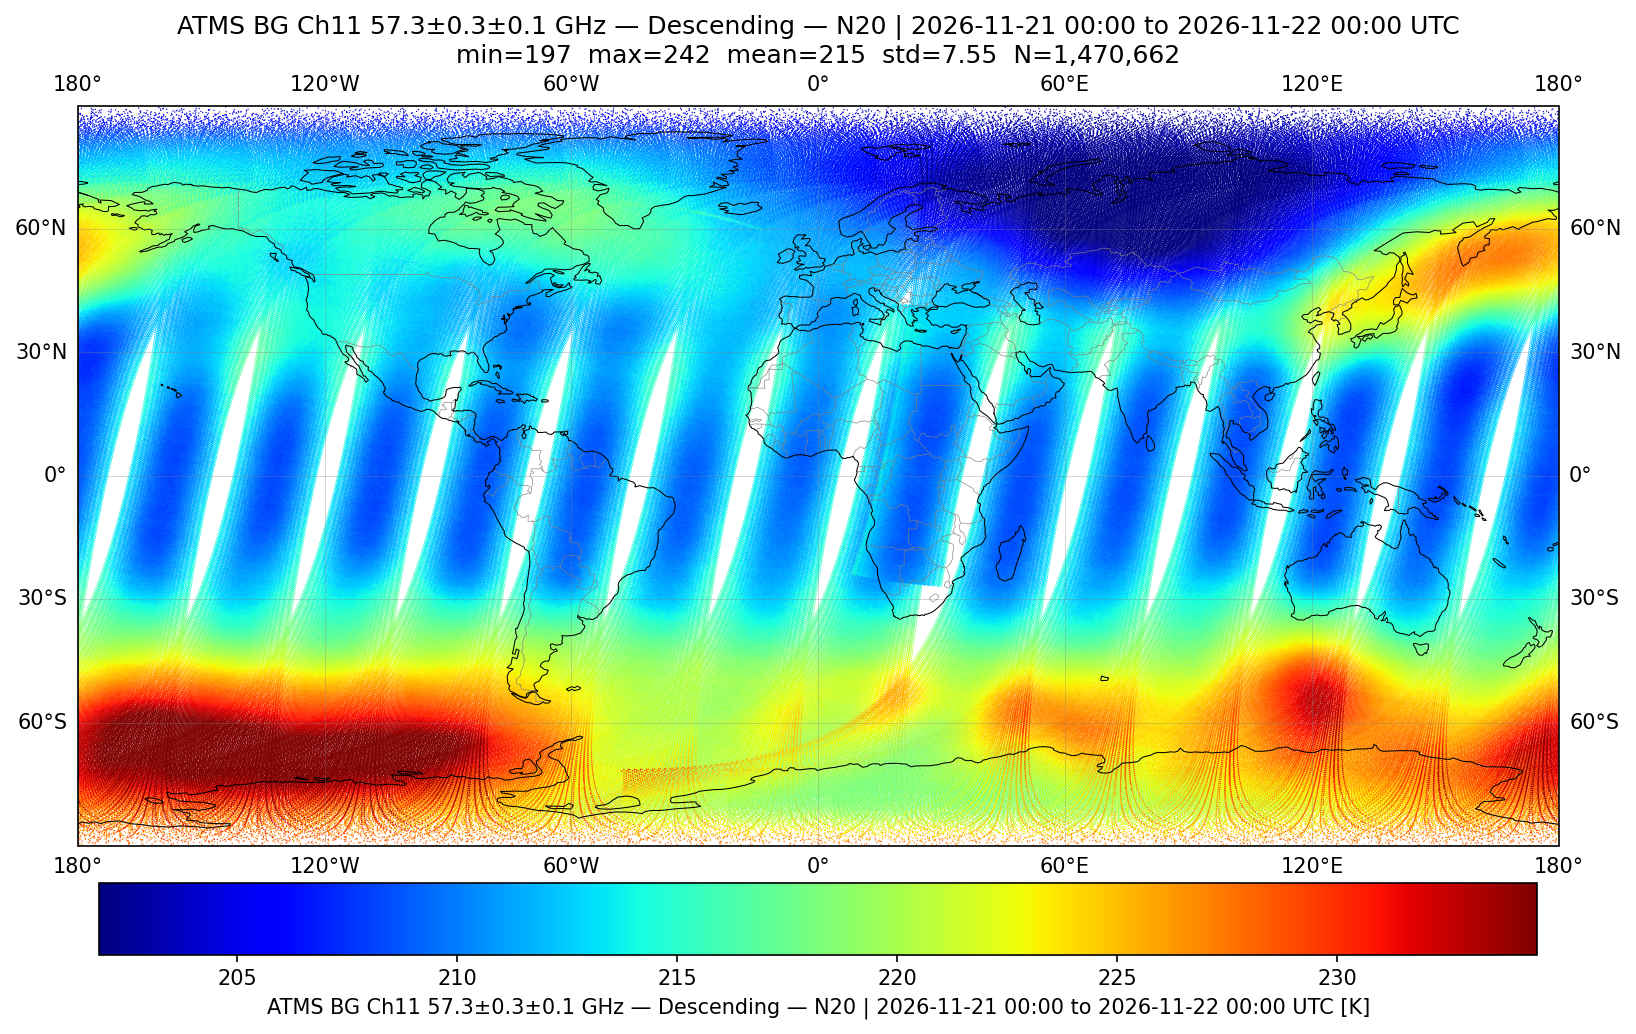 ATMS BG Ch11 57.3±0.3±0.1 GHz — Descending — N20 | 2026-11-21 00:00 to 2026-11-22 00:00 UTC
min=197 max=242 mean=215 std=7.55 N=1,470,662
180° 120°W 60°W 0° 60°E 120°E 180°
60°N 60°N
30°N 30°N
0° 0°
30°S 30°S
60°S 60°S
180° 120°W 60°W 0° 60°E 120°E 180°
205 210 215 220 225 230
ATMS BG Ch11 57.3±0.3±0.1 GHz — Descending — N20 | 2026-11-21 00:00 to 2026-11-22 00:00 UTC [K]